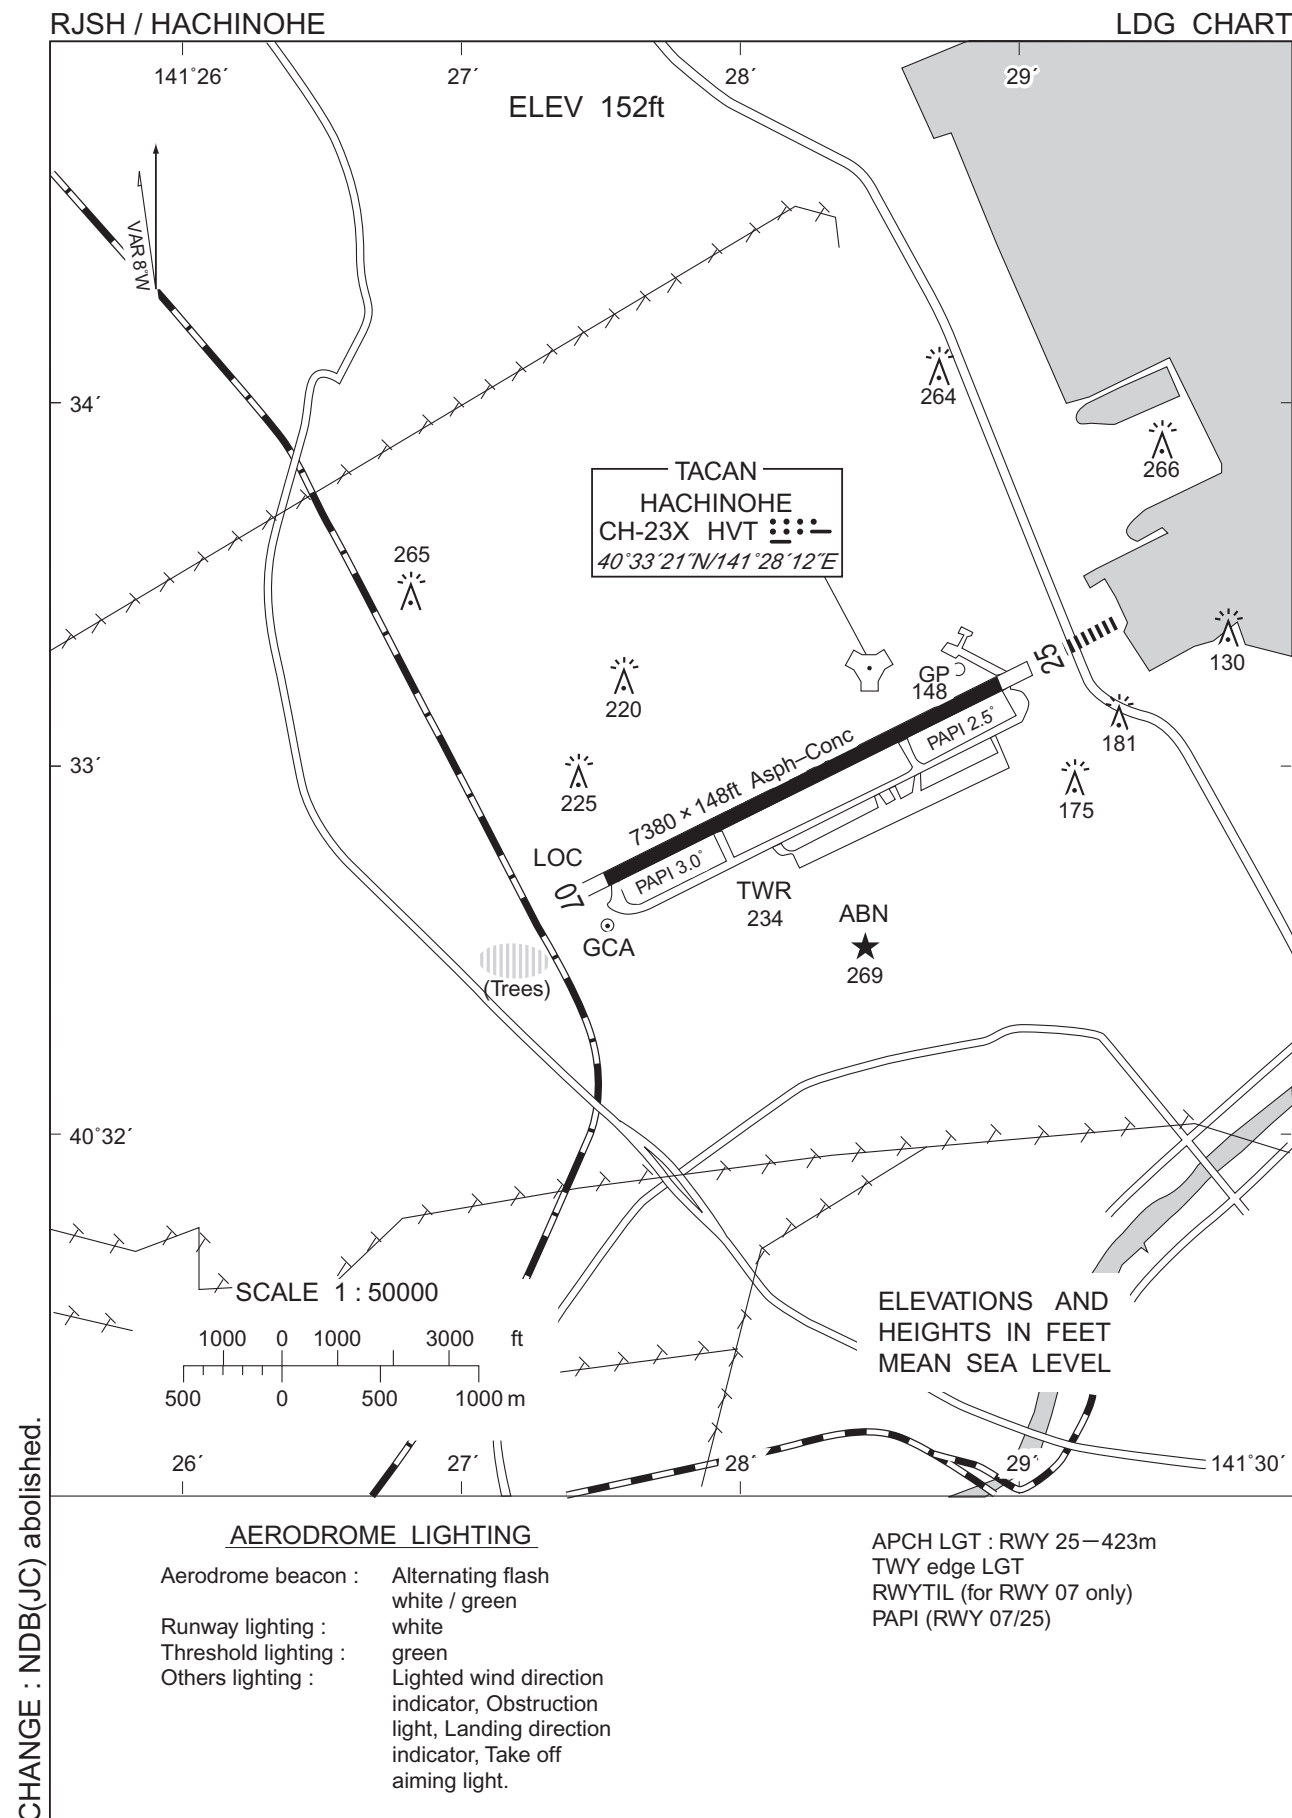 RJSH / HACHINOHE
LDG CHART
141°26´
27´
28´
29´
ELEV 152ft
VAR 8°W
34´
264
266
TACAN
HACHINOHE
CH-23X HVT
40°33´21˝N/141°28´12˝E
265
220
225
130
181
175
25
GP
148
PAPI 2.5°
33´
7380 × 148ft Asph–Conc
LOC
07
PAPI 3.0°
TWR
234
ABN
269
GCA
(Trees)
40°32´
SCALE 1 : 50000
1000 0 1000 3000 ft
500 0 500 1000 m
ELEVATIONS AND
HEIGHTS IN FEET
MEAN SEA LEVEL
26´
27´
28´
29´
141°30´
AERODROME LIGHTING
Aerodrome beacon : Alternating flash
white / green
Runway lighting : white
Threshold lighting : green
Others lighting : Lighted wind direction
indicator, Obstruction
light, Landing direction
indicator, Take off
aiming light.
APCH LGT : RWY 25－423m
TWY edge LGT
RWYTIL (for RWY 07 only)
PAPI (RWY 07/25)
CHANGE : NDB(JC) abolished.